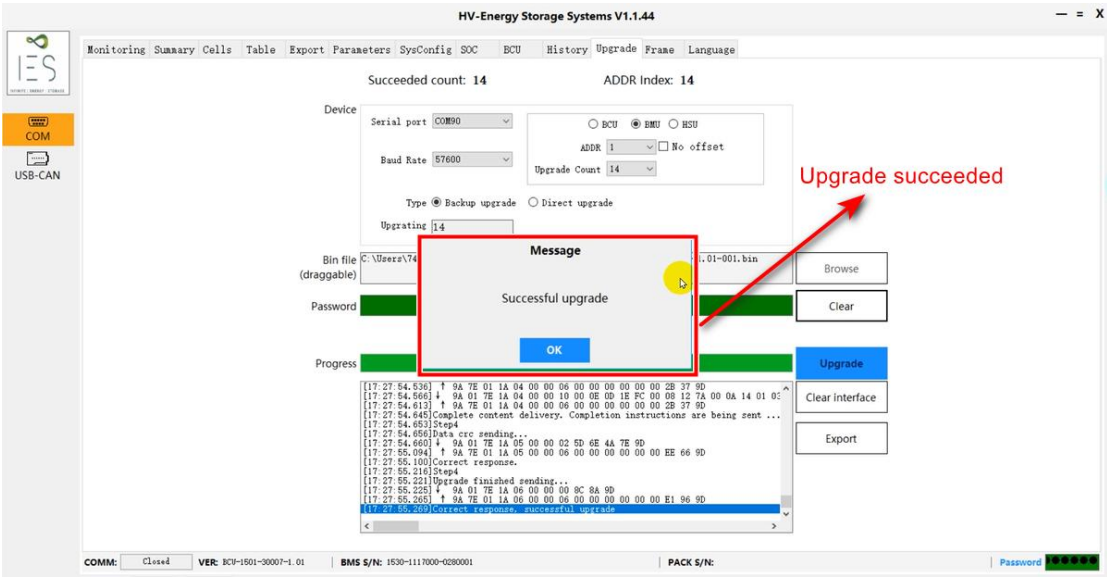 HV-Energy Storage Systems V1.1.44
IES
COM
USB-CAN
Monitoring Summary Cells Table Export Parameters SysConfig SOC BCU History Upgrade Frame Language
Succeeded count: 14 ADDR Index: 14
Device
Serial port COM90
BCU BMU HSU
ADDR 1 No offset
Baud Rate 57600
Upgrade Count 14
Upgrade succeeded
Type Backup upgrade Direct upgrade
Upgrating 14
Message
Bin file C:\Users\74 1.01-001.bin Browse
(draggable)
Successful upgrade
Password Clear
OK
Progress Upgrade
[17:27:54.536] ↑ 9A 7E 01 1A 04 00 00 06 00 00 00 00 00 00 2B 37 9D
[17:27:54.566] ↓ 9A 01 7E 1A 04 00 00 10 00 00 0E 0D 1E FC 00 08 12 7A 00 0A 14 01 03
[17:27:54.613] ↑ 9A 7E 01 1A 04 00 00 06 00 00 00 00 00 00 2B 37 9D
[17:27:54.645]Complete content delivery. Completion instructions are being sent ...
[17:27:54.653]Step4
[17:27:54.656]Data crc sending...
[17:27:54.660] ↓ 9A 01 7E 1A 05 00 00 02 5D 6E 4A 7E 9D
[17:27:55.094] ↑ 9A 7E 01 1A 05 00 00 06 00 00 00 00 00 00 EE 66 9D
[17:27:55.100]Correct response.
[17:27:55.216]Step4
[17:27:55.221]Upgrade finished sending...
[17:27:55.225] ↓ 9A 01 7E 1A 06 00 00 00 8C 8A 9D
[17:27:55.265] ↑ 9A 7E 01 1A 06 00 00 06 00 00 00 00 00 00 E1 96 9D
[17:27:55.269]Correct response, successful upgrade
Clear interface
Export
COMM: Closed VER: BCU-1501-30007-1.01 BMS S/N: 1530-1117000-0280001 PACK S/N: Password